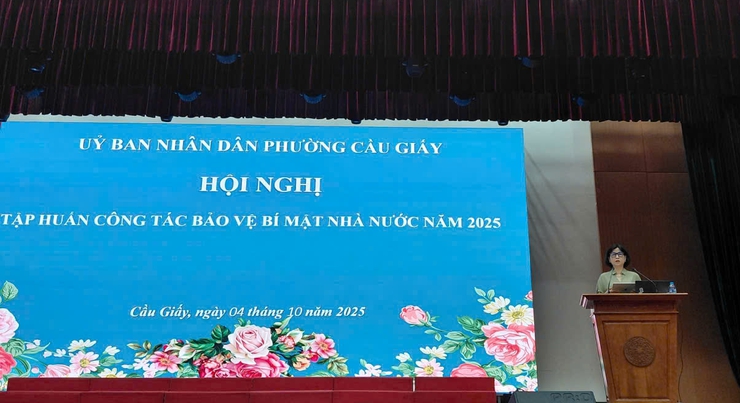 UỶ BAN NHÂN DÂN PHƯỜNG CẦU GIẤY
HỘI NGHỊ
TẬP HUẤN CÔNG TÁC BẢO VỆ BÍ MẬT NHÀ NƯỚC NĂM 2025
Cầu Giấy, ngày 04 tháng 10 năm 2025